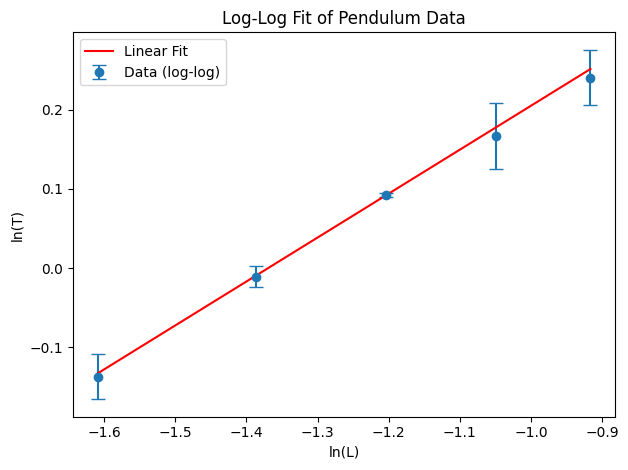 Log-Log Fit of Pendulum Data
Linear Fit
Data (log-log)
ln(T)
0.2
0.1
0.0
−0.1
−1.6 −1.5 −1.4 −1.3 −1.2 −1.1 −1.0 −0.9
ln(L)